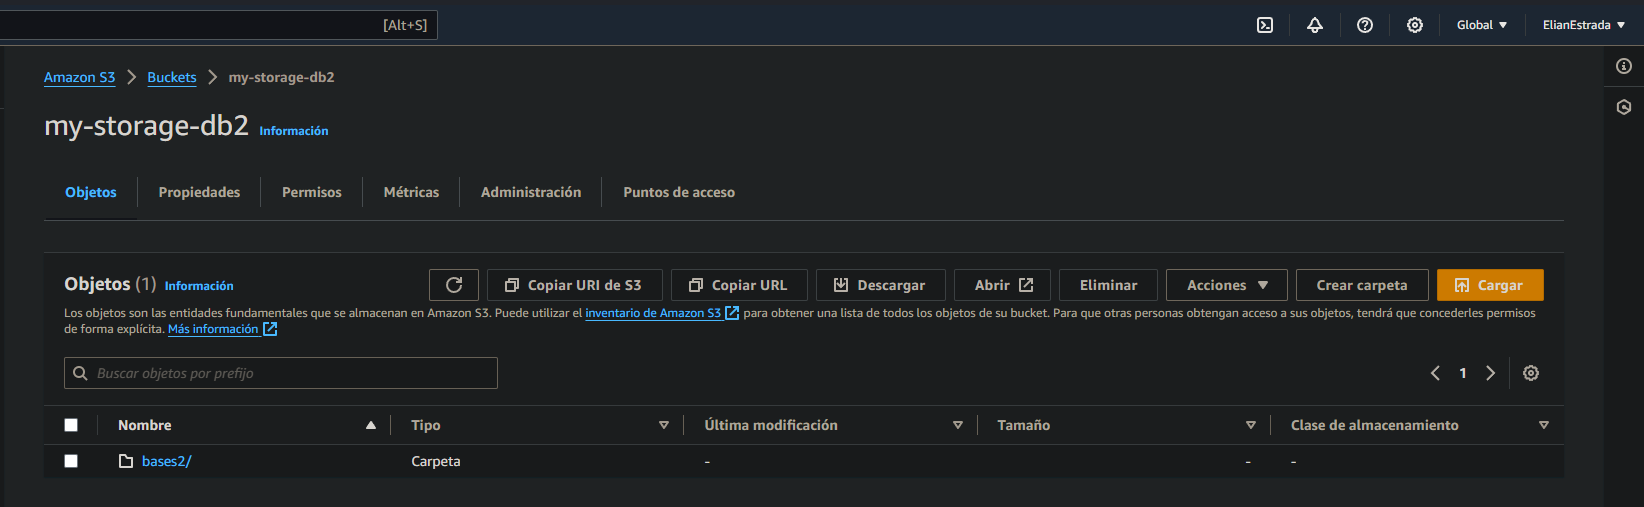 [Alt+S] Global ElianEstrada
Amazon S3 Buckets my-storage-db2
my-storage-db2 Información
Objetos Propiedades Permisos Métricas Administración Puntos de acceso
Objetos (1) Información Copiar URI de S3 Copiar URL Descargar Abrir Eliminar Acciones Crear carpeta Cargar
Los objetos son las entidades fundamentales que se almacenan en Amazon S3. Puede utilizar el inventario de Amazon S3 para obtener una lista de todos los objetos de su bucket. Para que otras personas obtengan acceso a sus objetos, tendrá que concederles permisos
de forma explícita. Más información
Buscar objetos por prefijo 1
Nombre Tipo Última modificación Tamaño Clase de almacenamiento
bases2/ Carpeta - - -